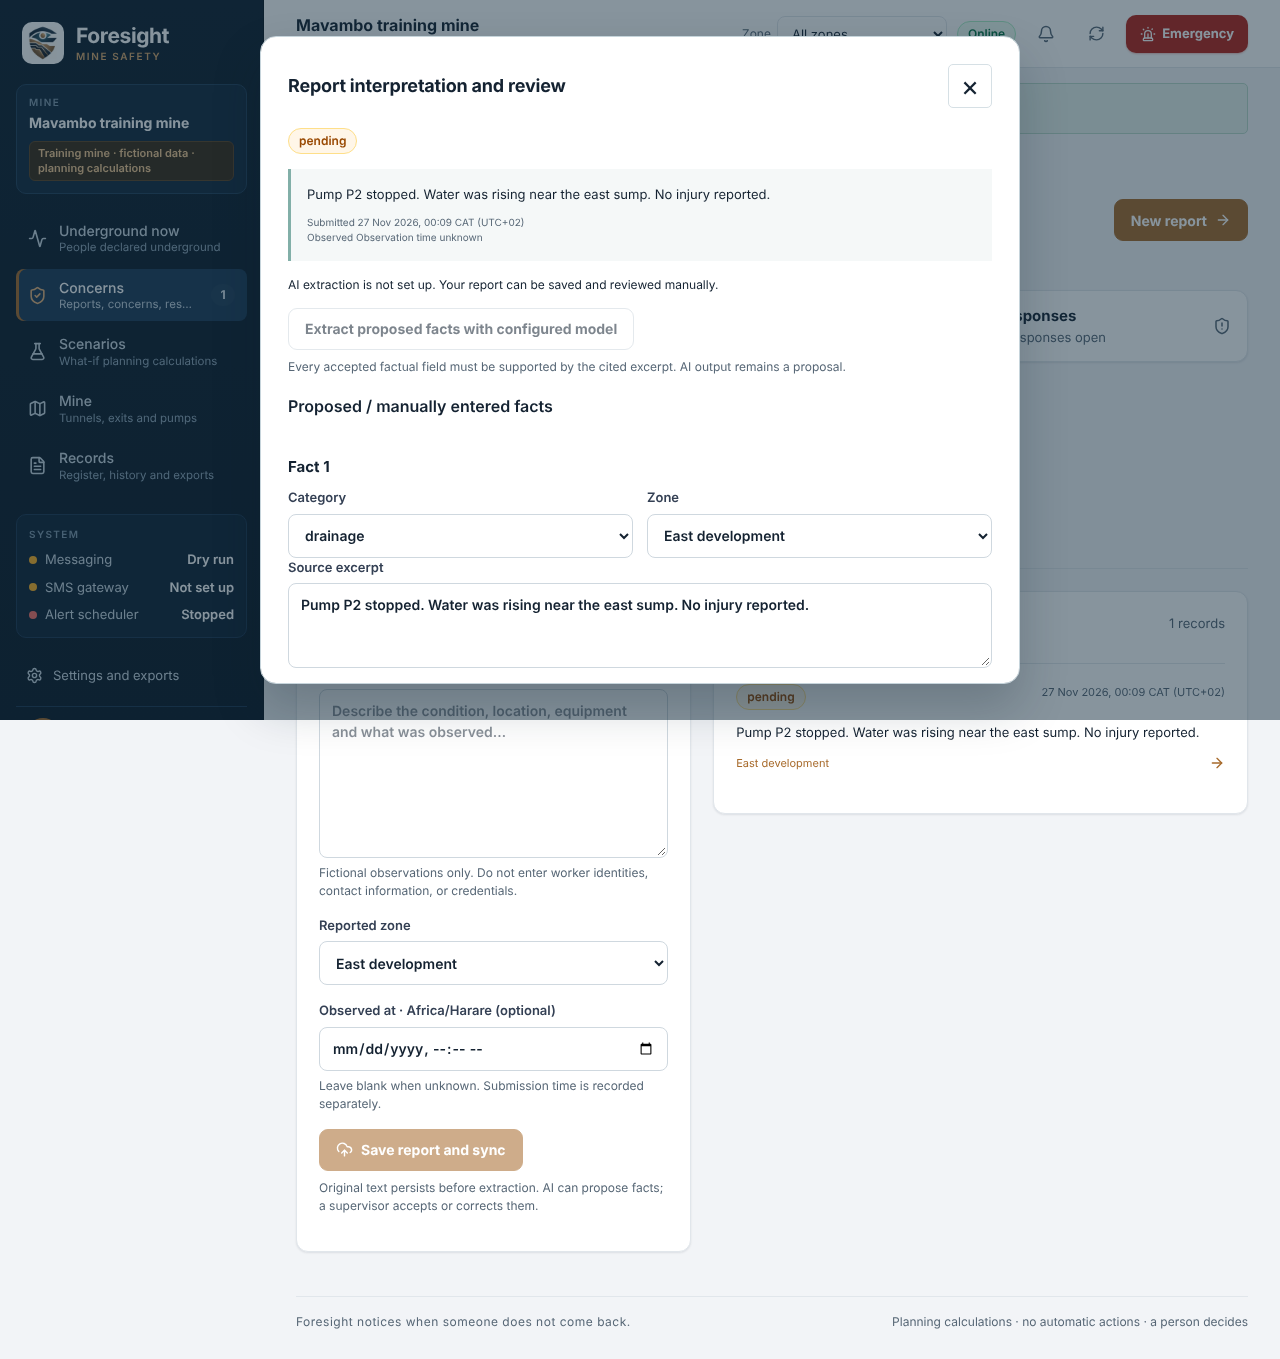 Foresight
MINE SAFETY
MINE
Mavambo training mine
Training mine · fictional data ·
planning calculations
Underground now
People declared underground
Concerns
Reports, concerns, res...
1
Scenarios
What-if planning calculations
Mine
Tunnels, exits and pumps
Records
Register, history and exports
SYSTEM
Messaging Dry run
SMS gateway Not set up
Alert scheduler Stopped
Settings and exports
Mavambo training mine
Zone All zones
Online
Emergency
New report
sponses
sponses open
Report interpretation and review
pending
Pump P2 stopped. Water was rising near the east sump. No injury reported.
Submitted 27 Nov 2026, 00:09 CAT (UTC+02)
Observed Observation time unknown
AI extraction is not set up. Your report can be saved and reviewed manually.
Extract proposed facts with configured model
Every accepted factual field must be supported by the cited excerpt. AI output remains a proposal.
Proposed / manually entered facts
Fact 1
Category Zone
drainage East development
Source excerpt
Pump P2 stopped. Water was rising near the east sump. No injury reported.
Describe the condition, location, equipment
and what was observed...
Fictional observations only. Do not enter worker identities,
contact information, or credentials.
Reported zone
East development
Observed at · Africa/Harare (optional)
mm/dd/yyyy, --:-- --
Leave blank when unknown. Submission time is recorded
separately.
Save report and sync
Original text persists before extraction. AI can propose facts;
a supervisor accepts or corrects them.
1 records
pending
27 Nov 2026, 00:09 CAT (UTC+02)
Pump P2 stopped. Water was rising near the east sump. No injury reported.
East development
Foresight notices when someone does not come back.
Planning calculations · no automatic actions · a person decides